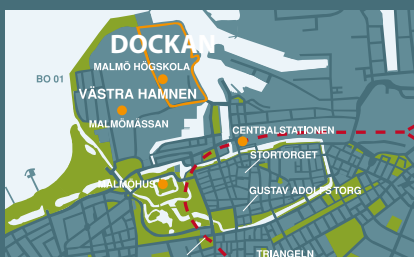 DOCKAN
MALMÖ HÖGSKOLA
BO 01
VÄSTRA HAMNEN
MALMÖMÄSSAN
CENTRALSTATIONEN
STORTORGET
MALMÖHUS
GUSTAV ADOLFS TORG
TRIANGELN